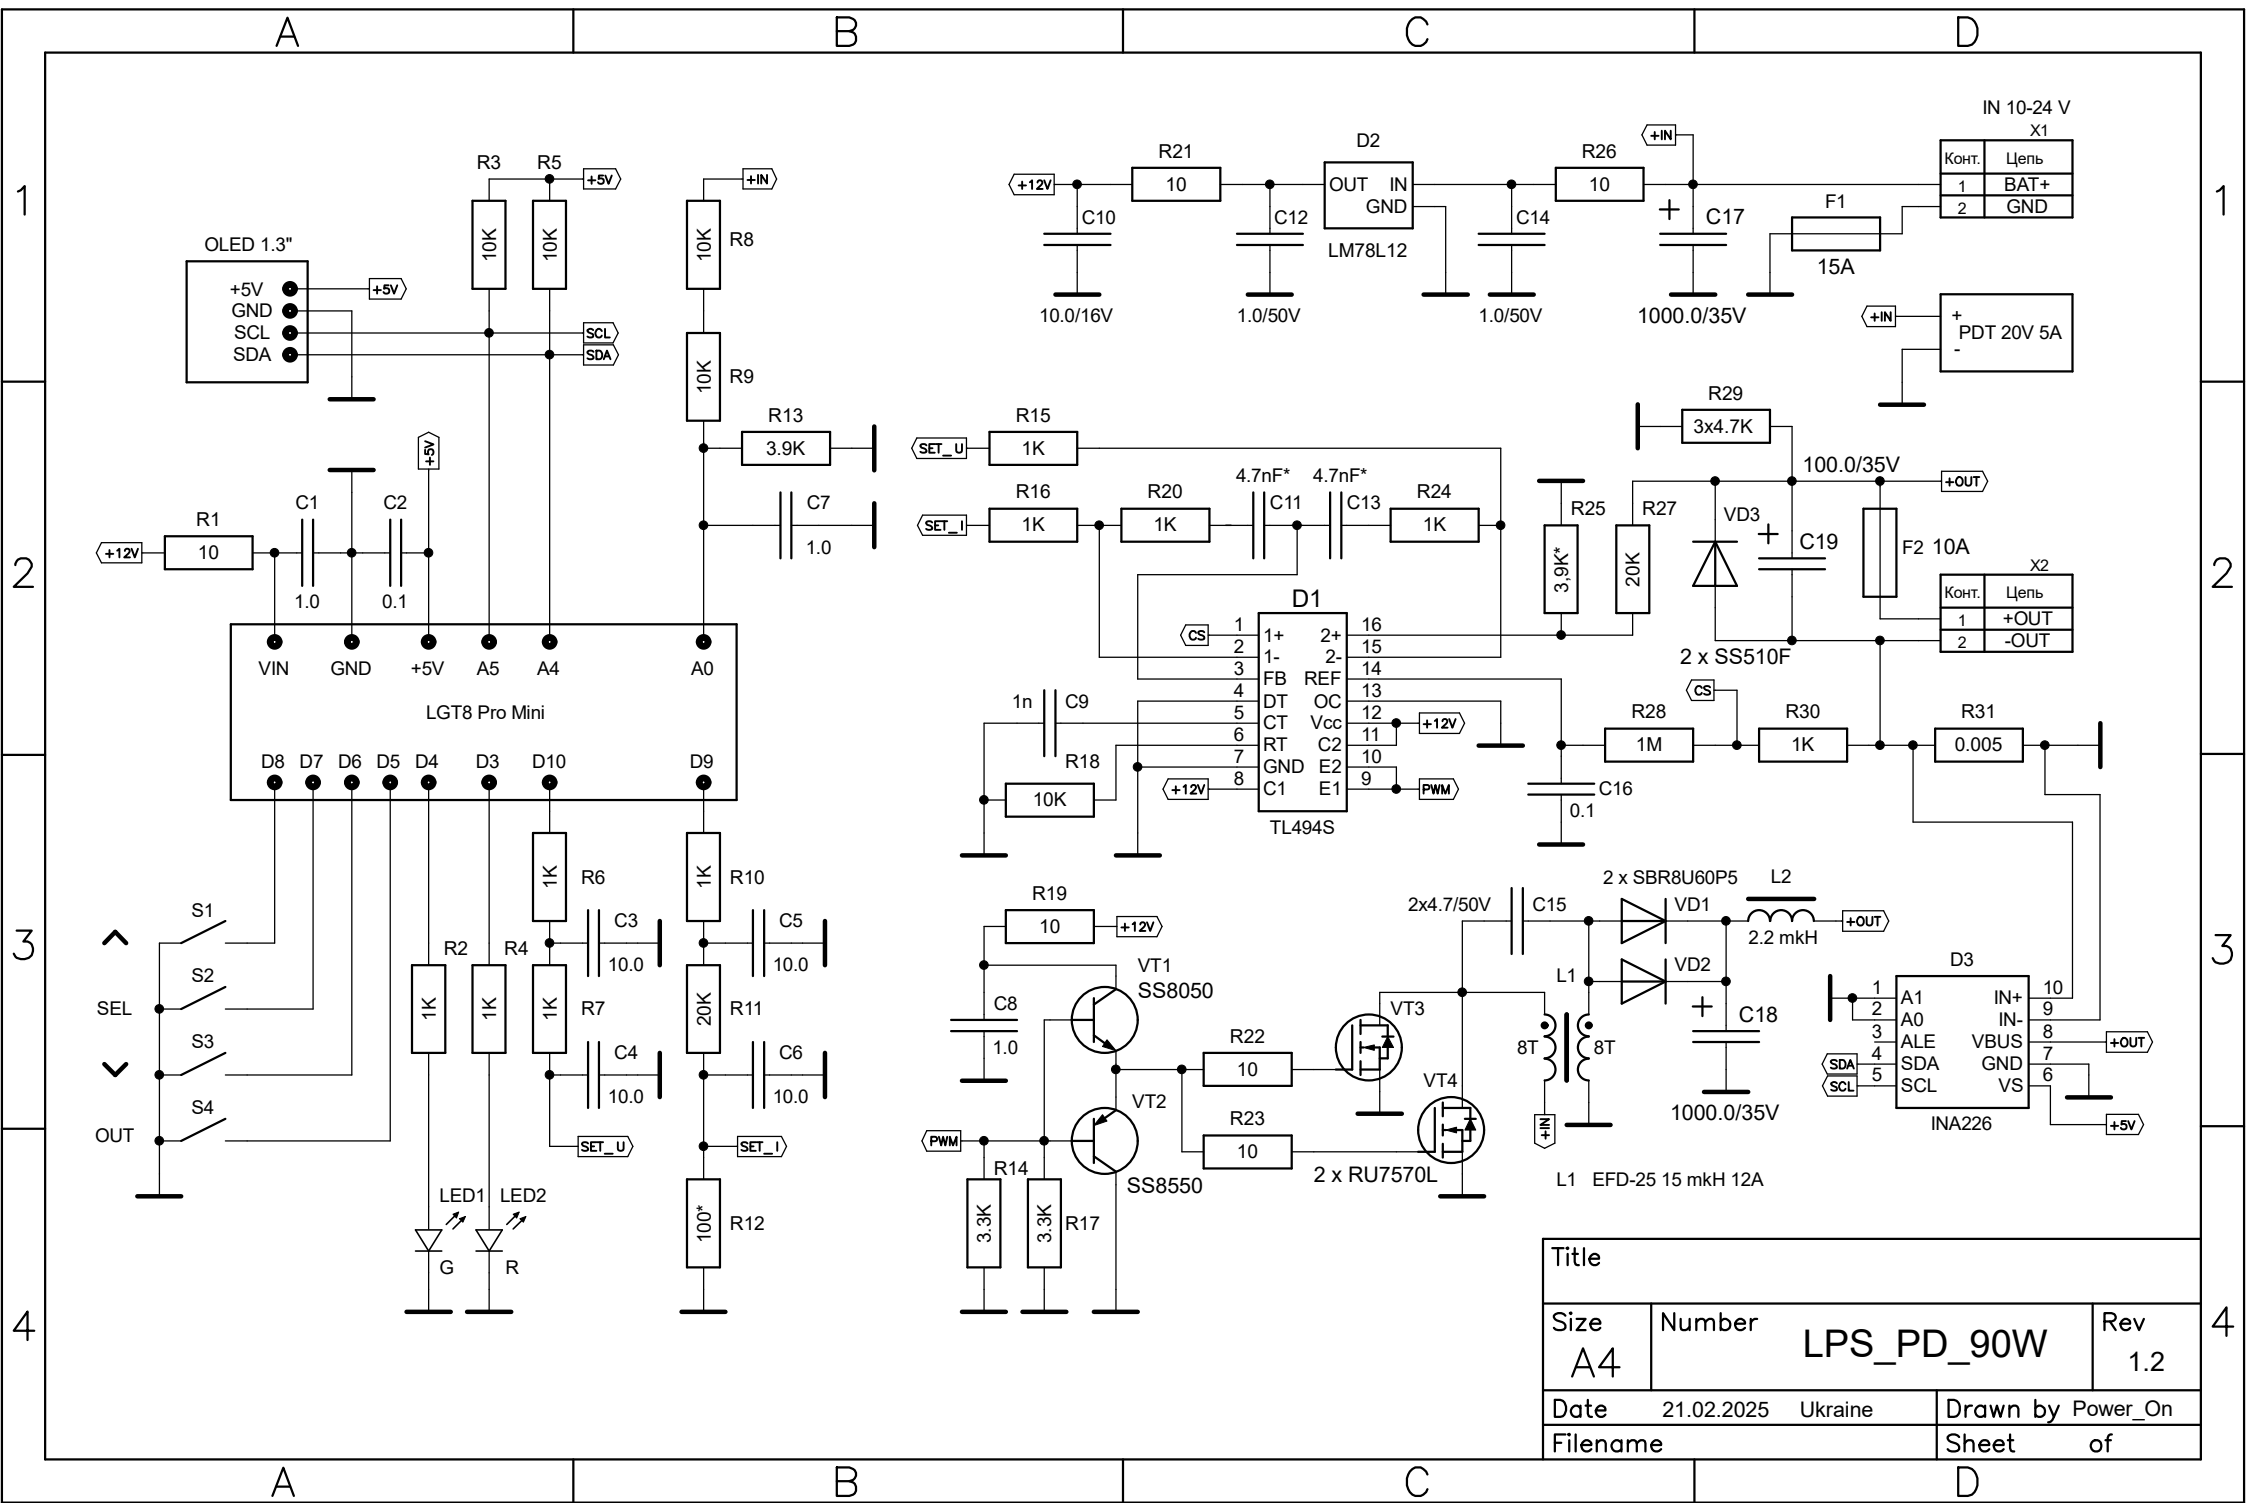 A B C D
1
2
3
4
OLED 1.3"
+5V
GND
SCL
SDA
+5V
R3
10K
R5
10K
+5V
SCL
SDA
+IN
10K
R8
10K
R9
R13
3.9K
C7
1.0
+12V
R1
10
C1
1.0
C2
0.1
+5V
VIN GND +5V A5 A4 A0
LGT8 Pro Mini
D8 D7 D6 D5 D4 D3 D10 D9
S1
SEL
S2
S3
OUT
S4
R2
1K
R4
1K
LED1
G
LED2
R
1K
R6
C3
10.0
1K
R7
C4
10.0
SET_U
1K
R10
C5
10.0
20K
R11
C6
10.0
SET_I
100*
R12
+12V
C10
10.0/16V
R21
10
C12
1.0/50V
D2
OUT IN
GND
LM78L12
C14
1.0/50V
R26
10
+IN
+ C17
1000.0/35V
IN 10-24 V
X1
Конт. Цепь
1 BAT+
2 GND
F1
15A
+IN
+
PDT 20V 5A
-
SET_U
R15
1K
SET_I
R16
1K
R20
1K
4.7nF*
C11
4.7nF*
C13
R24
1K
D1
CS
1 1+
2 1-
3 FB
4 DT
5 CT
6 RT
7 GND
8 C1
16 2+
15 2-
14 REF
13 OC
12 Vcc
11 C2
10 E2
9 E1
TL494S
+12V
+12V
PWM
1n C9
R18
10K
R25
3,9K*
R27
20K
R29
3x4.7K
100.0/35V
+OUT
VD3
2 x SS510F
+ C19
F2 10A
X2
Конт. Цепь
1 +OUT
2 -OUT
CS
R28
1M
R30
1K
R31
0.005
C16
0.1
R19
10
+12V
C8
1.0
VT1
SS8050
VT2
SS8550
PWM
R14
3.3K
R17
3.3K
R22
10
R23
10
VT3
VT4
2 x RU7570L
2x4.7/50V C15
L1
8T 8T
+IN
2 x SBR8U60P5
VD1
VD2
L2
2.2 mkH
+OUT
+ C18
1000.0/35V
L1 EFD-25 15 mkH 12A
D3
1 A1
2 A0
3 ALE
4 SDA
5 SCL
IN+ 10
IN- 9
VBUS 8
GND 7
VS 6
INA226
SDA
SCL
+OUT
+5V
Title
Size
A4
Number
LPS_PD_90W
Rev
1.2
Date 21.02.2025 Ukraine
Drawn by Power_On
Filename
Sheet of
1
2
3
4
A B C D